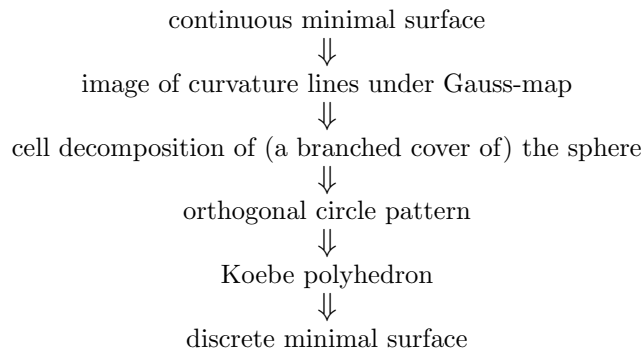 continuous minimal surface
⇓
image of curvature lines under Gauss-map
⇓
cell decomposition of (a branched cover of) the sphere
⇓
orthogonal circle pattern
⇓
Koebe polyhedron
⇓
discrete minimal surface